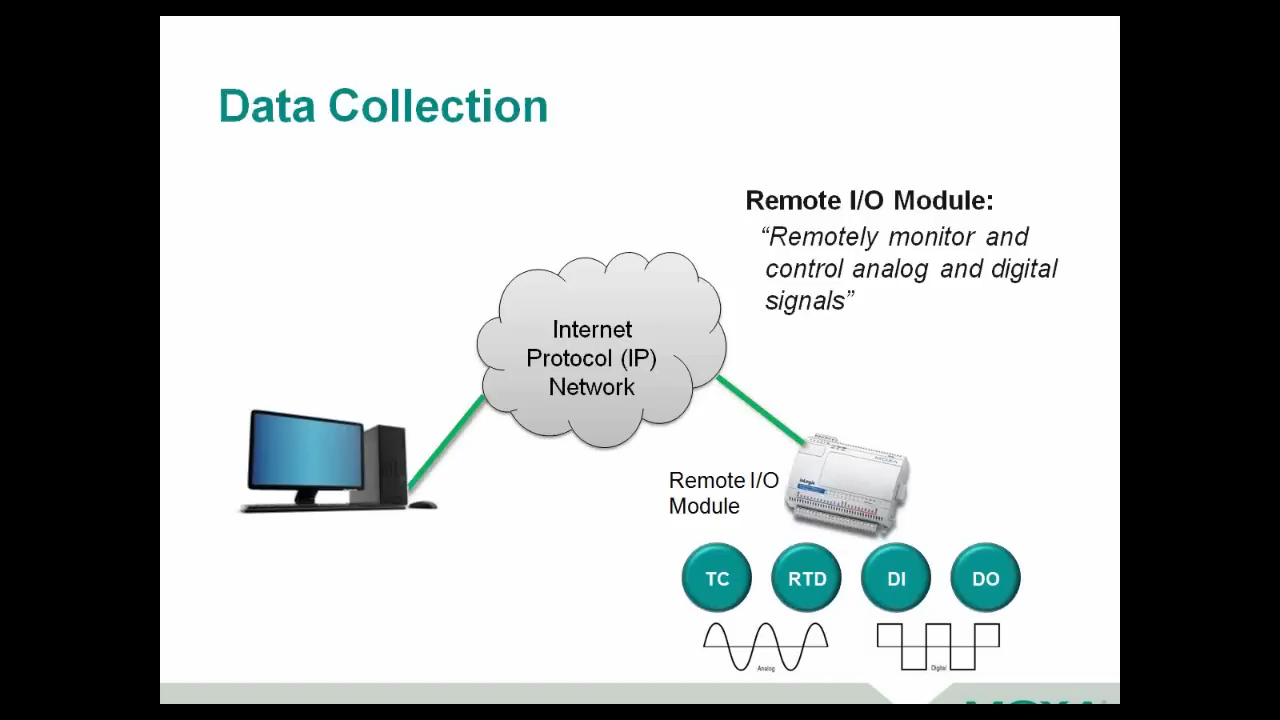 Data Collection
Remote I/O Module:
“Remotely monitor and
control analog and digital
signals”
Internet
Protocol (IP)
Network
Remote I/O
Module
TC
RTD
DI
DO
Analog
Digital